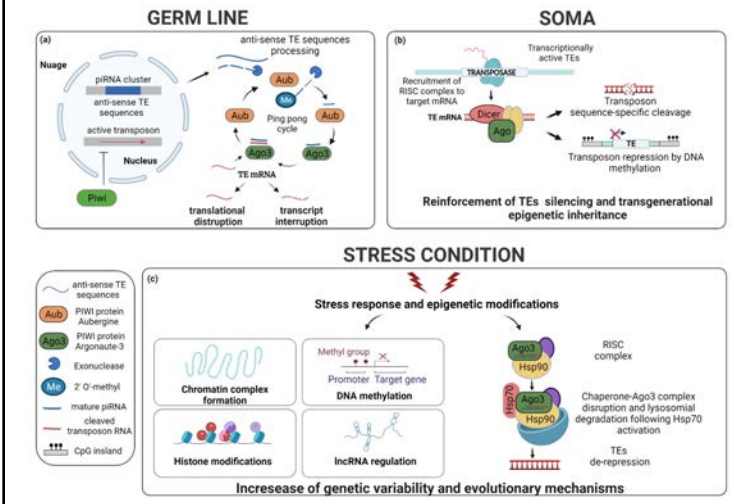 GERM LINE
(a)
Nuage
piRNA cluster
anti-sense TE
sequences
active transposon
Nucleus
Piwi
anti-sense TE sequences
processing
Aub
Me
Aub
Aub
Ping pong
cycle
Ago3
Ago3
TE mRNA
translational
distruption
transcript
interruption
SOMA
(b)
Transcriptionally
active TEs
TRANSPOSASE
Recruitment of
RISC complex to
target mRNA
TE mRNA
Dicer
Ago
Transposon
sequence-specific cleavage
TE
Transposon repression by DNA
methylation
Reinforcement of TEs silencing and transgenerational
epigenetic inheritance
STRESS CONDITION
anti-sense TE
sequences
Aub
PIWI protein
Aubergine
Ago3
PIWI protein
Argonaute-3
Exonuclease
Me
2' O'-methyl
mature piRNA
cleaved
transposon RNA
CpG insland
(c)
Stress response and epigenetic modifications
Chromatin complex
formation
Methyl group
Promoter
Target gene
DNA methylation
Histone modifications
lncRNA regulation
Ago3
Hsp90
RISC
complex
Hsp70
Ago3
Hsp90
Chaperone-Ago3 complex
disruption and lysosomial
degradation following Hsp70
activation
TEs
de-repression
Incresease of genetic variability and evolutionary mechanisms